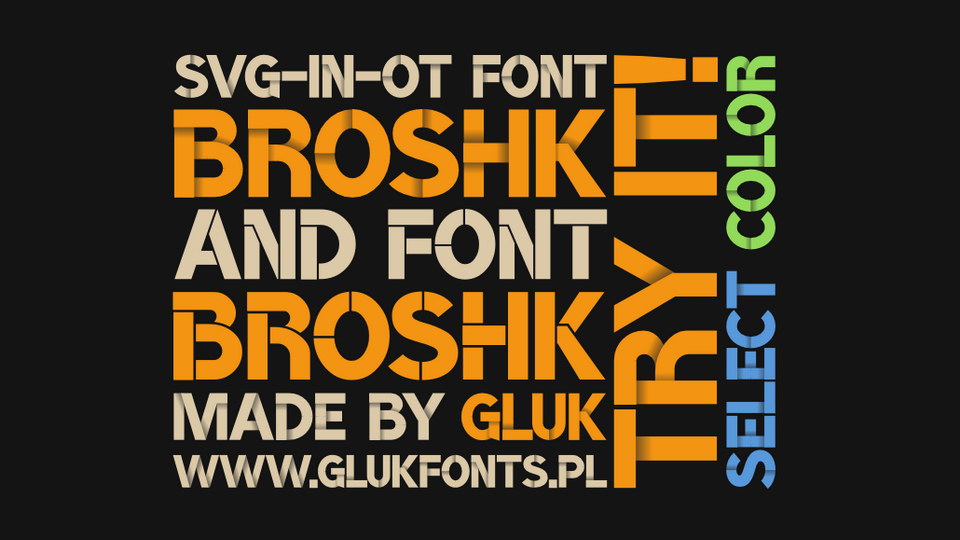 SVG-IN-OT FONT
BROSHK
AND FONT
BROSHK
MADE BY GLUK
WWW.GLUKFONTS.PL
TRY IT!
SELECT COLOR